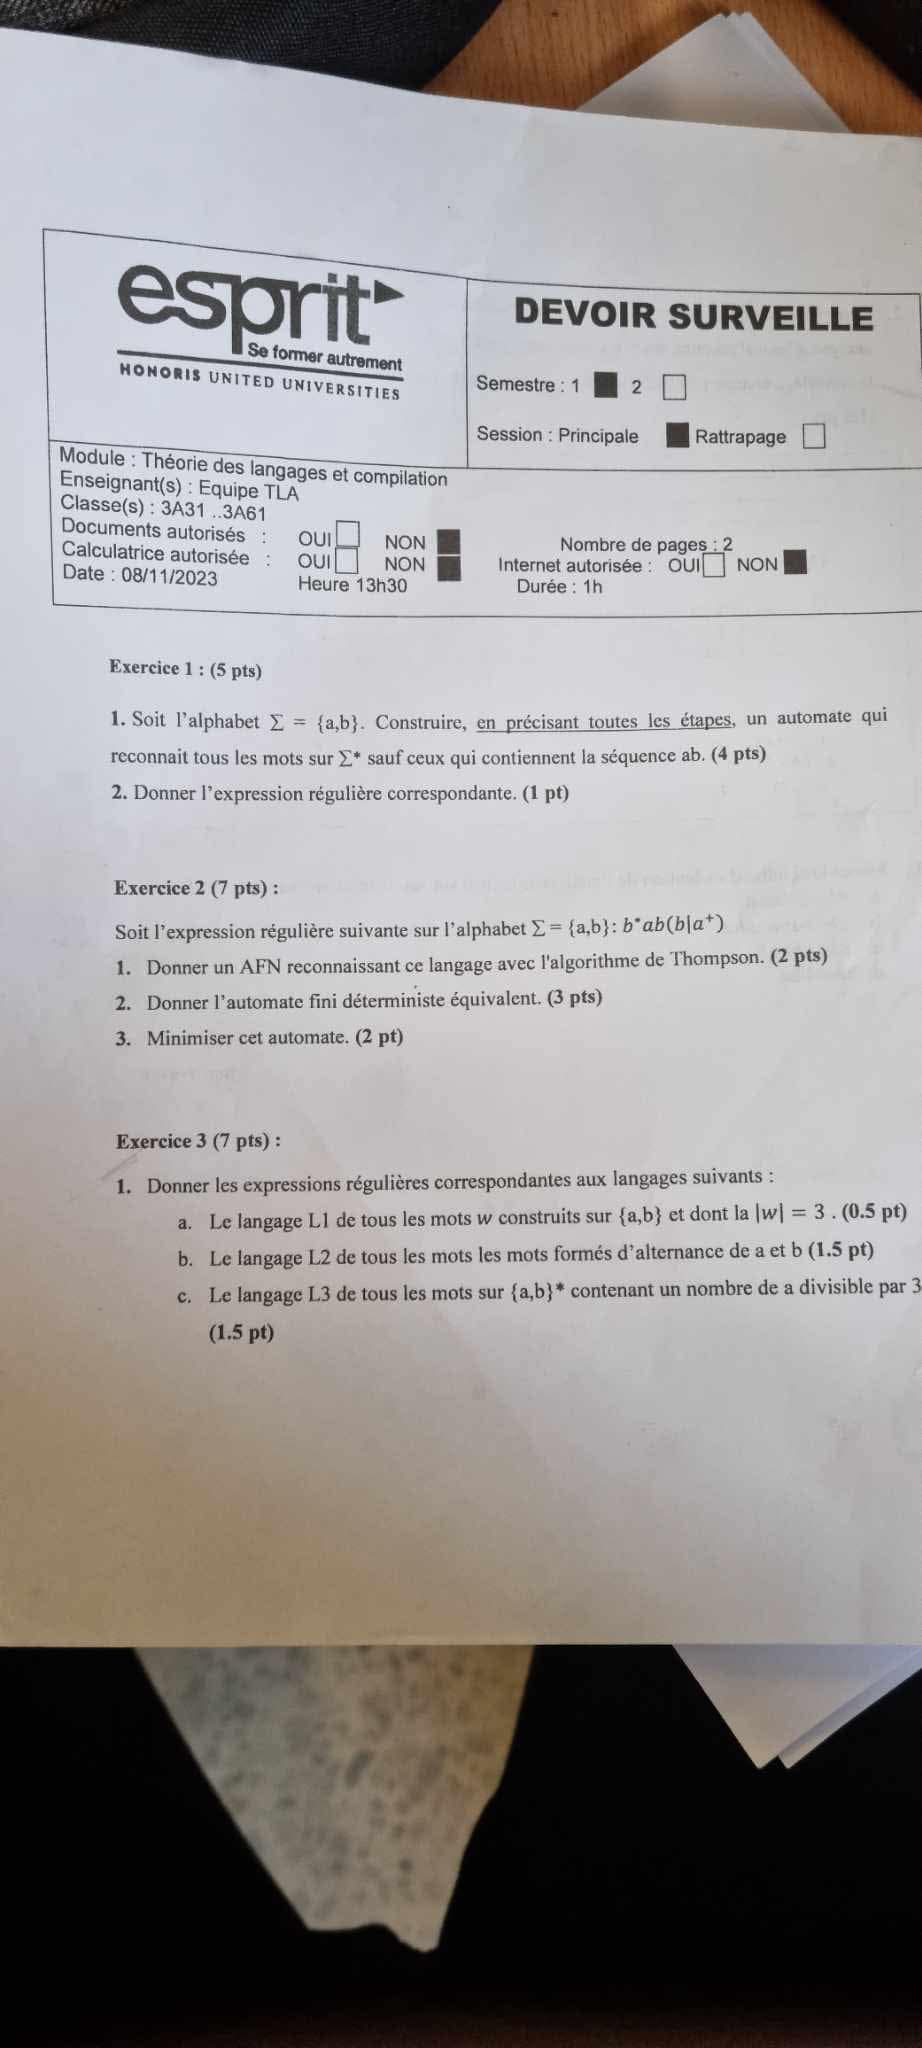 esprit
Se former autrement
HONORIS UNITED UNIVERSITIES
DEVOIR SURVEILLE
Semestre : 1 2
Session : Principale Rattrapage
Module : Théorie des langages et compilation
Enseignant(s) : Equipe TLA
Classe(s) : 3A31 ..3A61
Documents autorisés : OUI NON Nombre de pages : 2
Calculatrice autorisée : OUI NON Internet autorisée : OUI NON
Date : 08/11/2023 Heure 13h30 Durée : 1h
Exercice 1 : (5 pts)
1. Soit l'alphabet ∑ = {a,b}. Construire, en précisant toutes les étapes, un automate qui
reconnait tous les mots sur ∑* sauf ceux qui contiennent la séquence ab. (4 pts)
2. Donner l'expression régulière correspondante. (1 pt)
Exercice 2 (7 pts) :
Soit l'expression régulière suivante sur l'alphabet ∑ = {a,b}: b*ab(b|a⁺)
1. Donner un AFN reconnaissant ce langage avec l'algorithme de Thompson. (2 pts)
2. Donner l'automate fini déterministe équivalent. (3 pts)
3. Minimiser cet automate. (2 pt)
Exercice 3 (7 pts) :
1. Donner les expressions régulières correspondantes aux langages suivants :
a. Le langage L1 de tous les mots w construits sur {a,b} et dont la |w| = 3 . (0.5 pt)
b. Le langage L2 de tous les mots les mots formés d'alternance de a et b (1.5 pt)
c. Le langage L3 de tous les mots sur {a,b}* contenant un nombre de a divisible par 3
(1.5 pt)